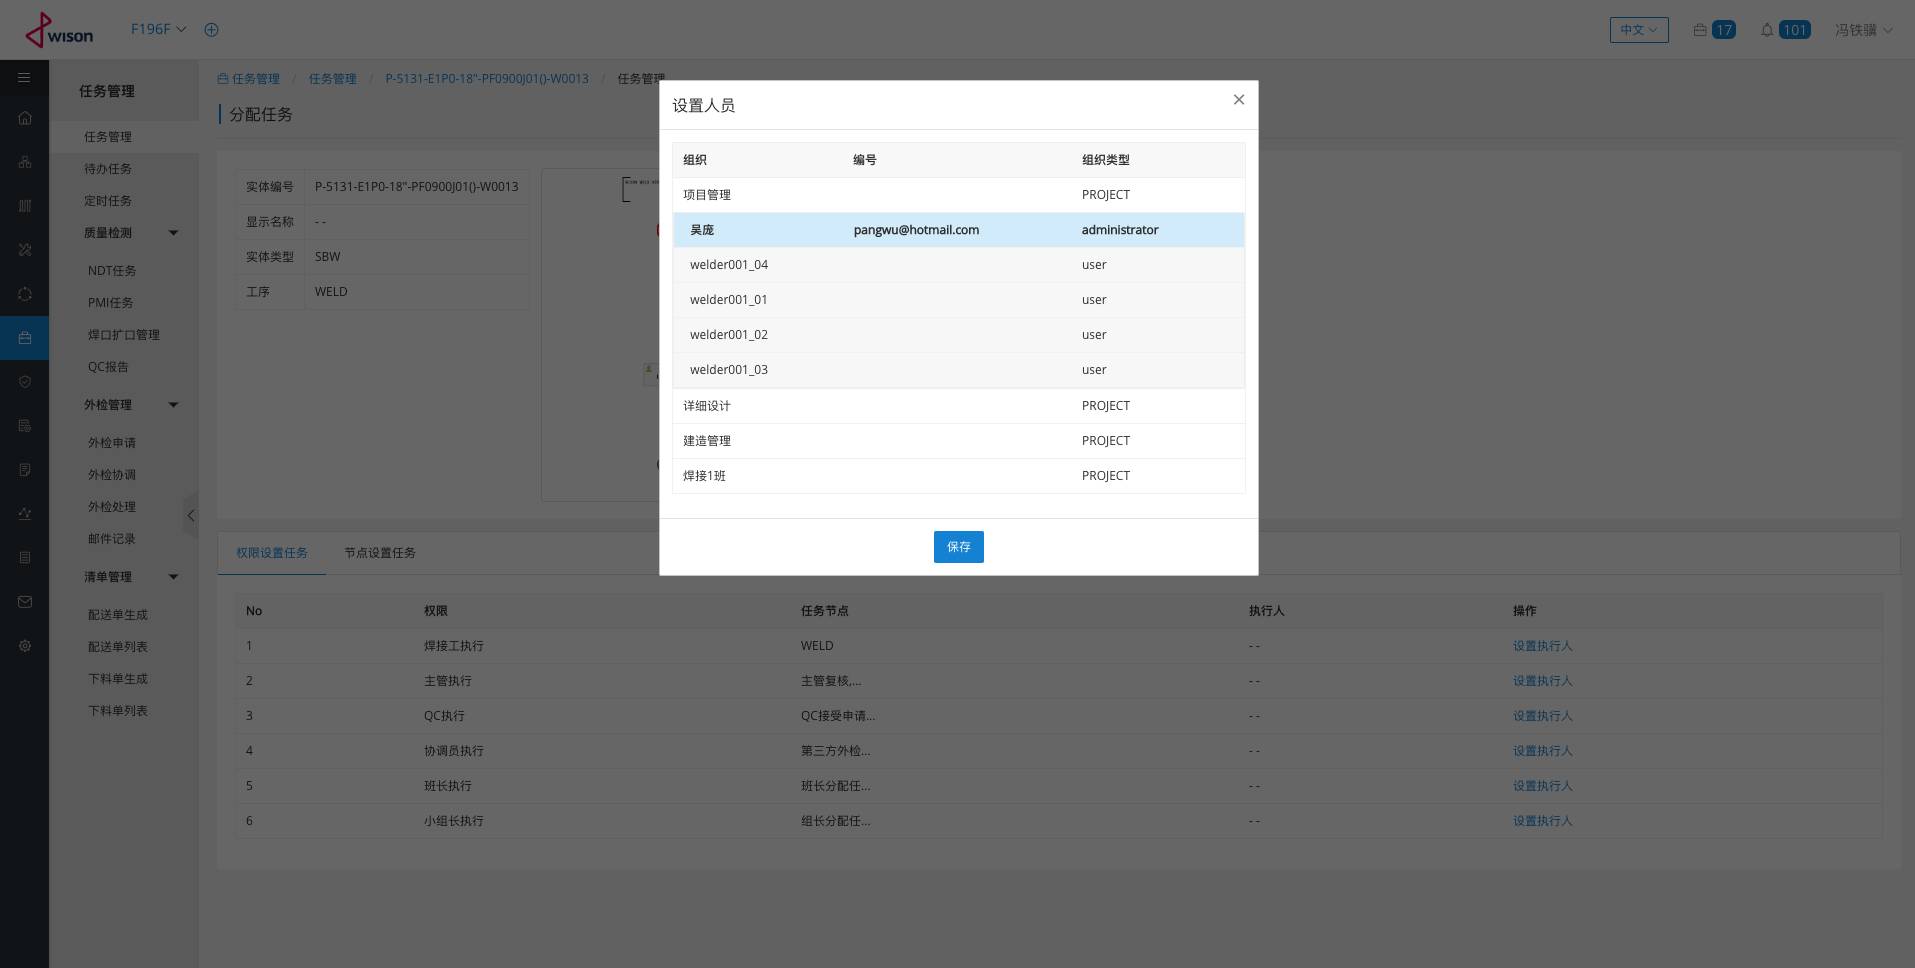 wison F196F 中文 17 101 冯铁骥
任务管理 / 任务管理 / P-5131-E1P0-18"-PF0900J01()-W0013 / 任务管理
分配任务
任务管理
任务管理
待办任务
定时任务
质量检测
NDT任务
PMI任务
焊口扩口管理
QC报告
外检管理
外检申请
外检协调
外检处理
邮件记录
清单管理
配送单生成
配送单列表
下料单生成
下料单列表
实体编号 P-5131-E1P0-18"-PF0900J01()-W0013
显示名称 - -
实体类型 SBW
工序 WELD
设置人员
组织 编号 组织类型
项目管理 PROJECT
吴庞 pangwu@hotmail.com administrator
welder001_04 user
welder001_01 user
welder001_02 user
welder001_03 user
详细设计 PROJECT
建造管理 PROJECT
焊接1班 PROJECT
保存
权限设置任务 节点设置任务
No 权限 任务节点 执行人 操作
1 焊接工执行 WELD - - 设置执行人
2 主管执行 主管复核,... - - 设置执行人
3 QC执行 QC接受申请... - - 设置执行人
4 协调员执行 第三方外检... - - 设置执行人
5 班长执行 班长分配任... - - 设置执行人
6 小组长执行 组长分配任... - - 设置执行人